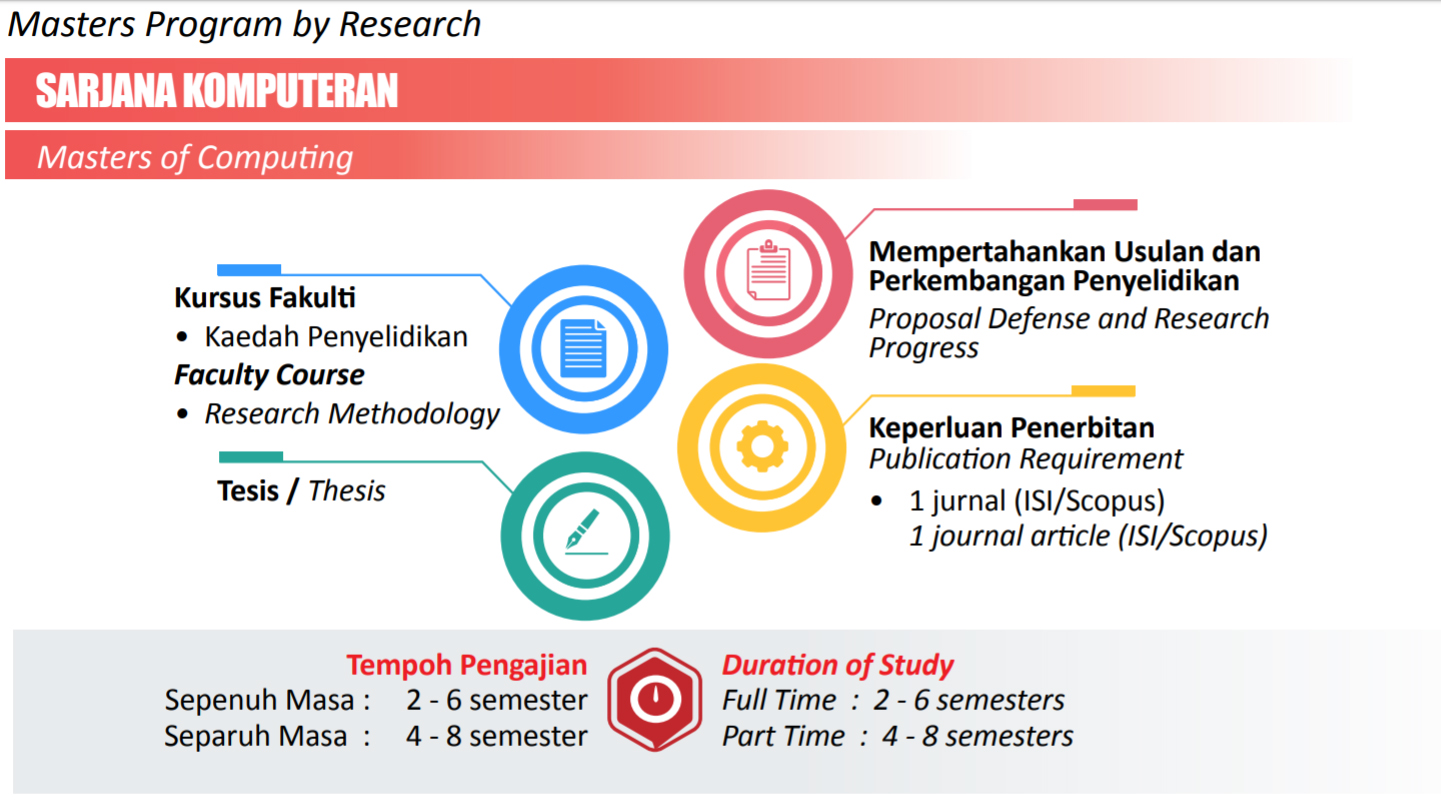 Masters Program by Research
SARJANA KOMPUTERAN
Masters of Computing
Kursus Fakulti
• Kaedah Penyelidikan
Faculty Course
• Research Methodology
Tesis / Thesis
Mempertahankan Usulan dan
Perkembangan Penyelidikan
Proposal Defense and Research
Progress
Keperluan Penerbitan
Publication Requirement
• 1 jurnal (ISI/Scopus)
1 journal article (ISI/Scopus)
Tempoh Pengajian
Sepenuh Masa : 2 - 6 semester
Separuh Masa : 4 - 8 semester
Duration of Study
Full Time : 2 - 6 semesters
Part Time : 4 - 8 semesters